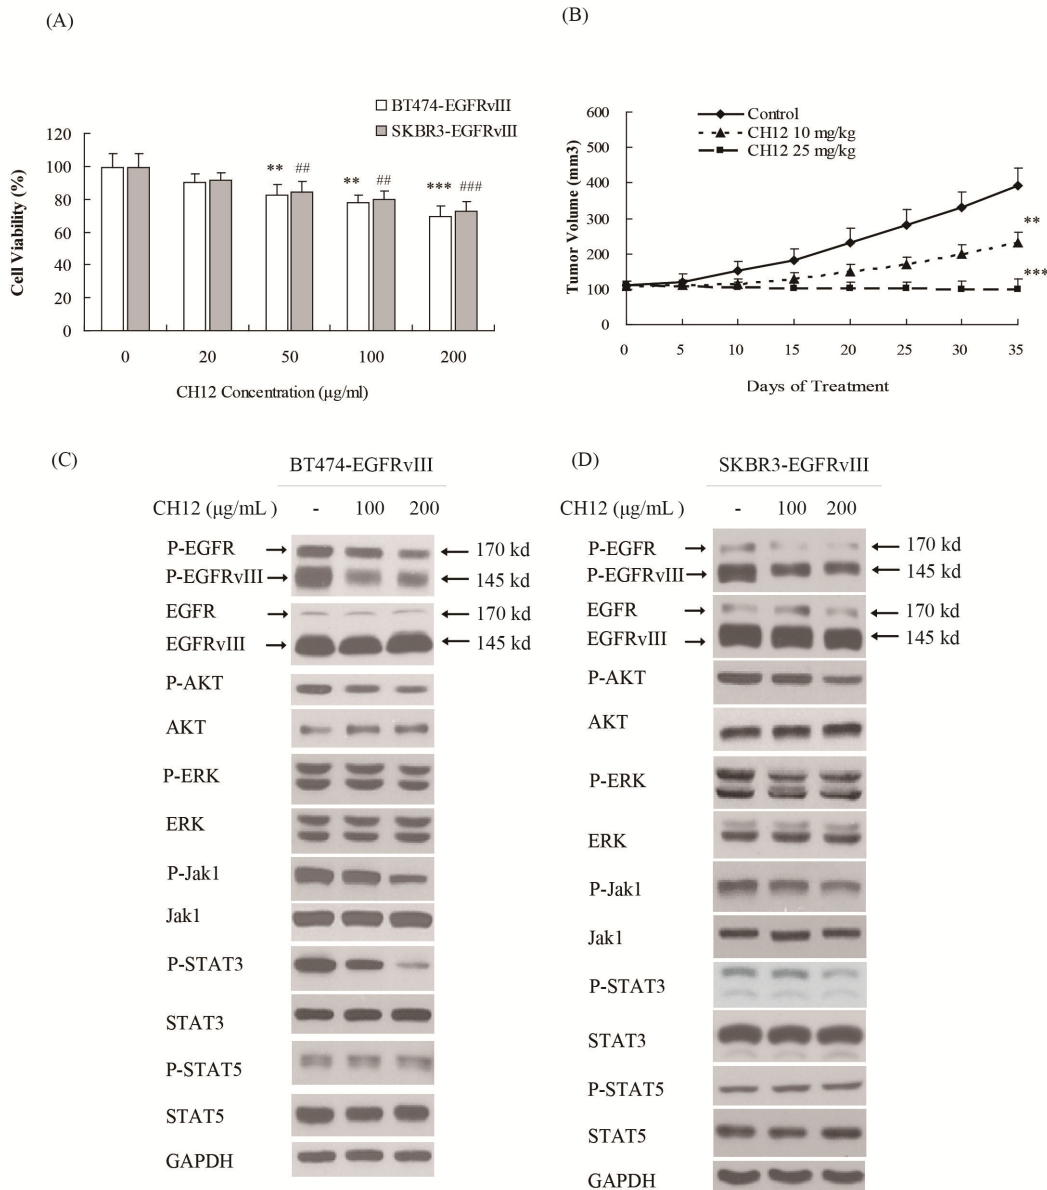 (A)
BT474-EGFRvIII
SKBR3-EGFRvIII
Cell Viability (%)
120
100
80
60
40
20
0
** ## ** ## *** ###
0 20 50 100 200
CH12 Concentration (µg/ml)
(B)
Control
CH12 10 mg/kg
CH12 25 mg/kg
Tumor Volume (mm3)
600
500
400
300
200
100
0
**
***
0 5 10 15 20 25 30 35
Days of Treatment
(C)
BT474-EGFRvIII
CH12 (µg/mL ) - 100 200
P-EGFR 170 kd
P-EGFRvIII 145 kd
EGFR 170 kd
EGFRvIII 145 kd
P-AKT
AKT
P-ERK
ERK
P-Jak1
Jak1
P-STAT3
STAT3
P-STAT5
STAT5
GAPDH
(D)
SKBR3-EGFRvIII
CH12 (µg/mL ) - 100 200
P-EGFR 170 kd
P-EGFRvIII 145 kd
EGFR 170 kd
EGFRvIII 145 kd
P-AKT
AKT
P-ERK
ERK
P-Jak1
Jak1
P-STAT3
STAT3
P-STAT5
STAT5
GAPDH